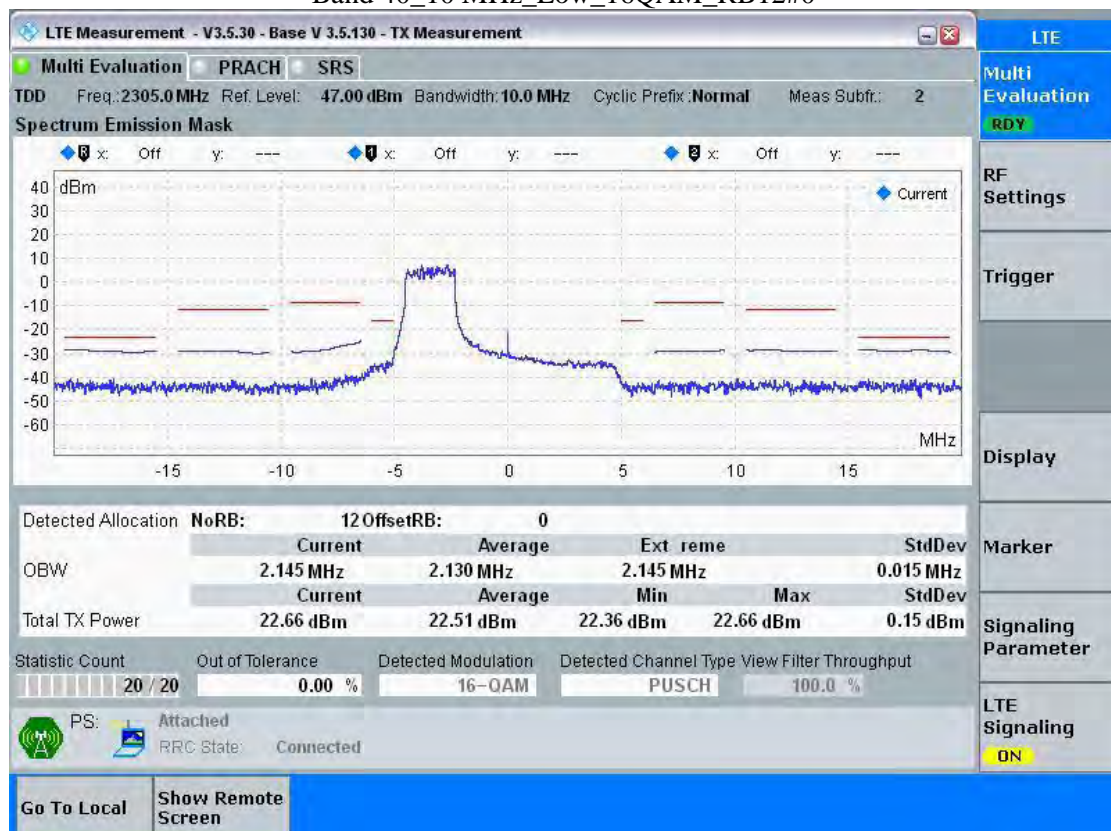 Band 40_10 MHz_Low_16QAM_RB12#0
LTE Measurement - V3.5.30 - Base V 3.5.130 - TX Measurement
LTE
Multi Evaluation PRACH SRS
Multi Evaluation
RDY
TDD Freq.:2305.0 MHz Ref. Level: 47.00 dBm Bandwidth:10.0 MHz Cyclic Prefix :Normal Meas Subfr.: 2
Spectrum Emission Mask
R x: Off y: --- 1 x: Off y: --- 2 x: Off y: ---
40 dBm
Current
30
20
10
0
-10
-20
-30
-40
-50
-60
MHz
-15 -10 -5 0 5 10 15
RF Settings
Trigger
Display
Marker
Signaling Parameter
LTE Signaling
ON
Detected Allocation NoRB: 12 OffsetRB: 0
Current Average Ext reme StdDev
OBW 2.145 MHz 2.130 MHz 2.145 MHz 0.015 MHz
Current Average Min Max StdDev
Total TX Power 22.66 dBm 22.51 dBm 22.36 dBm 22.66 dBm 0.15 dBm
Statistic Count Out of Tolerance Detected Modulation Detected Channel Type View Filter Throughput
20 / 20 0.00 % 16-QAM PUSCH 100.0 %
PS: Attached
RRC State: Connected
Go To Local Show Remote Screen